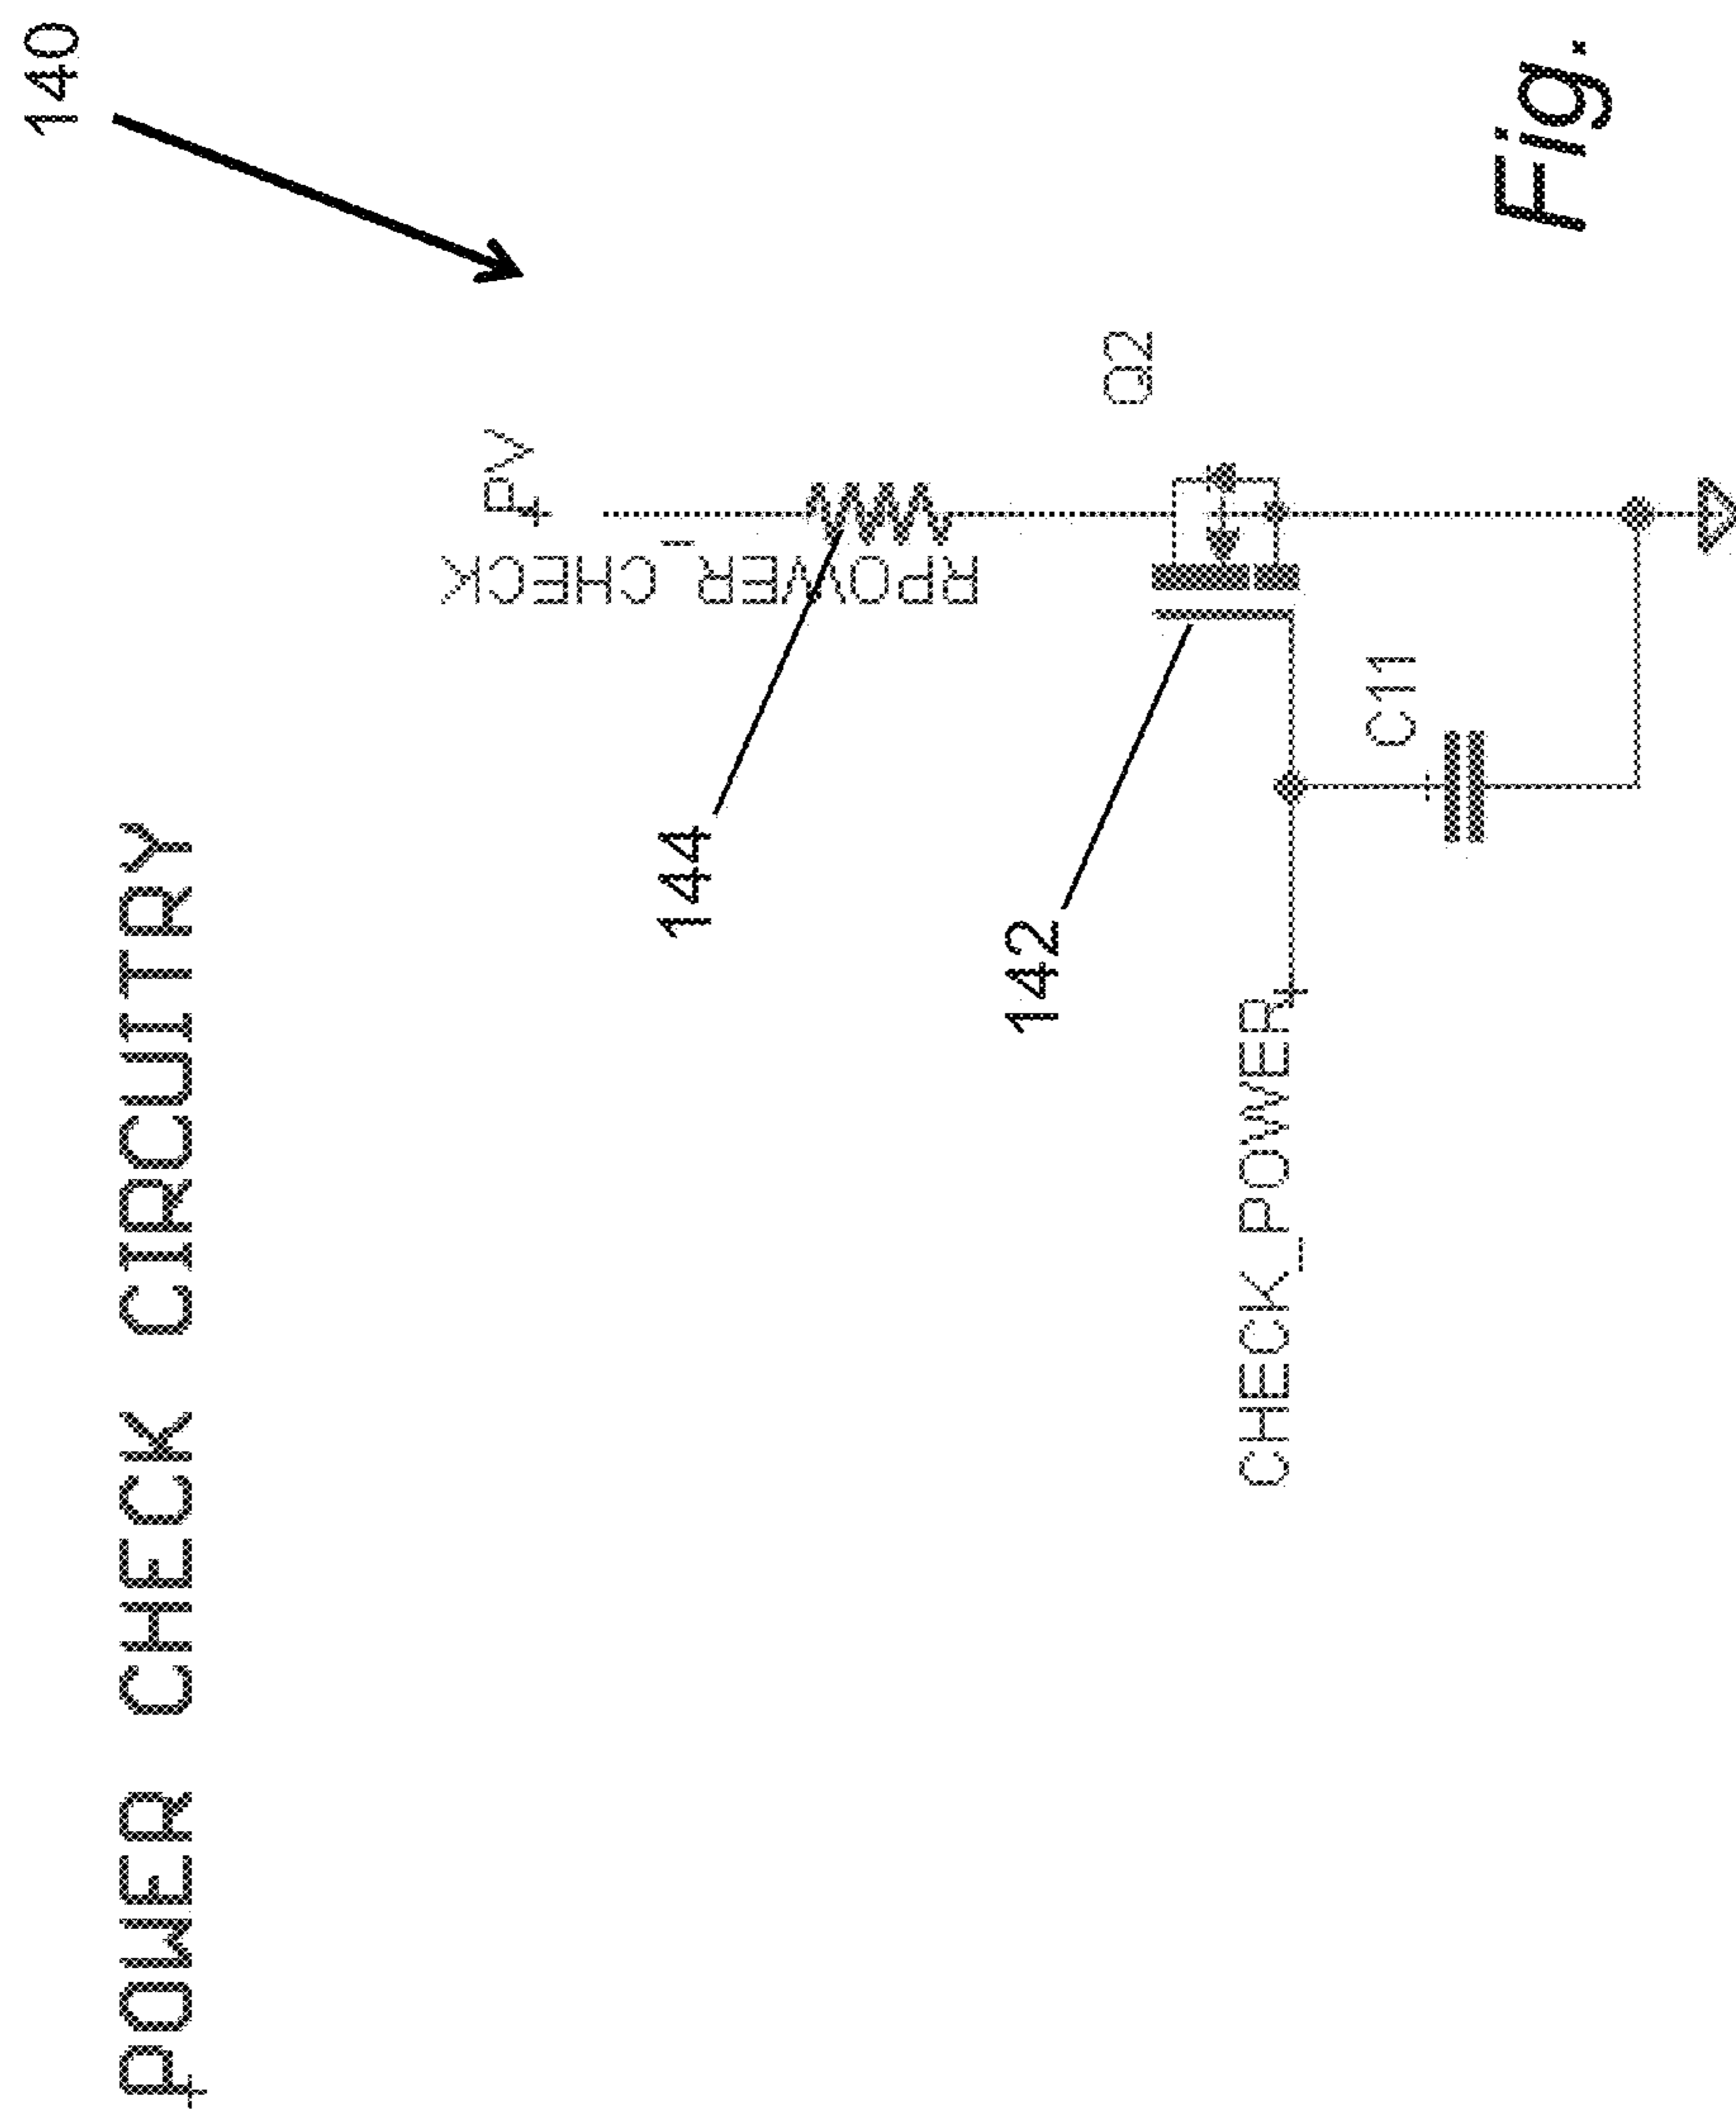 POWER CHECK CIRCUITRY
140
PV
RPOWER_CHECK
144
Q2
142
CHECK_POWER
C11
Fig.